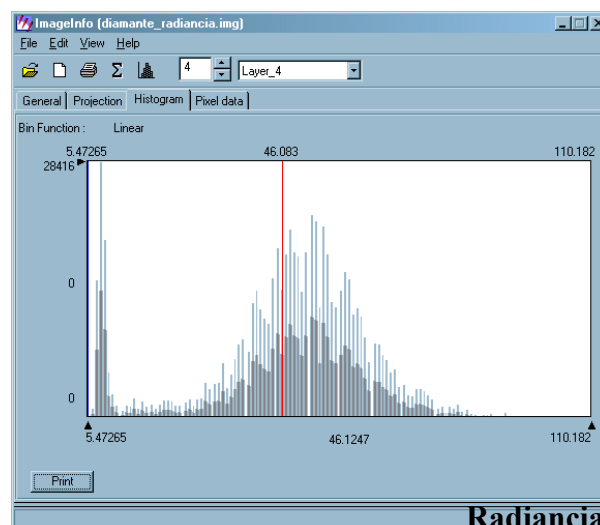 ImageInfo (diamante_radiancia.img)
File Edit View Help
Σ 4 Layer_4
General Projection Histogram Pixel data
Bin Function : Linear
5.47265 46.083 110.182
28416
0
0
5.47265 46.1247 110.182
Print
Radiancia